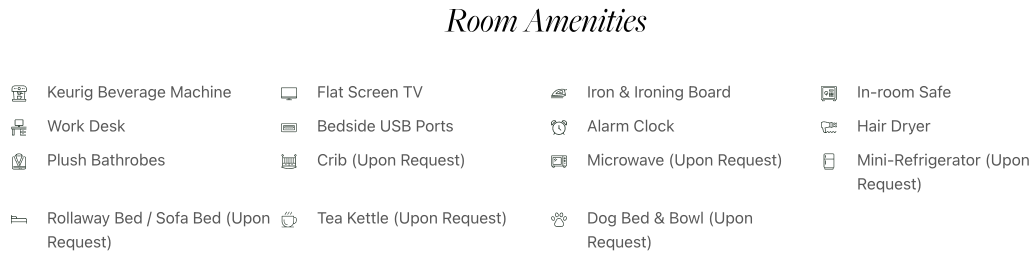 Room Amenities
Keurig Beverage Machine
Flat Screen TV
Iron & Ironing Board
In-room Safe
Work Desk
Bedside USB Ports
Alarm Clock
Hair Dryer
Plush Bathrobes
Crib (Upon Request)
Microwave (Upon Request)
Mini-Refrigerator (Upon
Request)
Rollaway Bed / Sofa Bed (Upon
Request)
Tea Kettle (Upon Request)
Dog Bed & Bowl (Upon
Request)